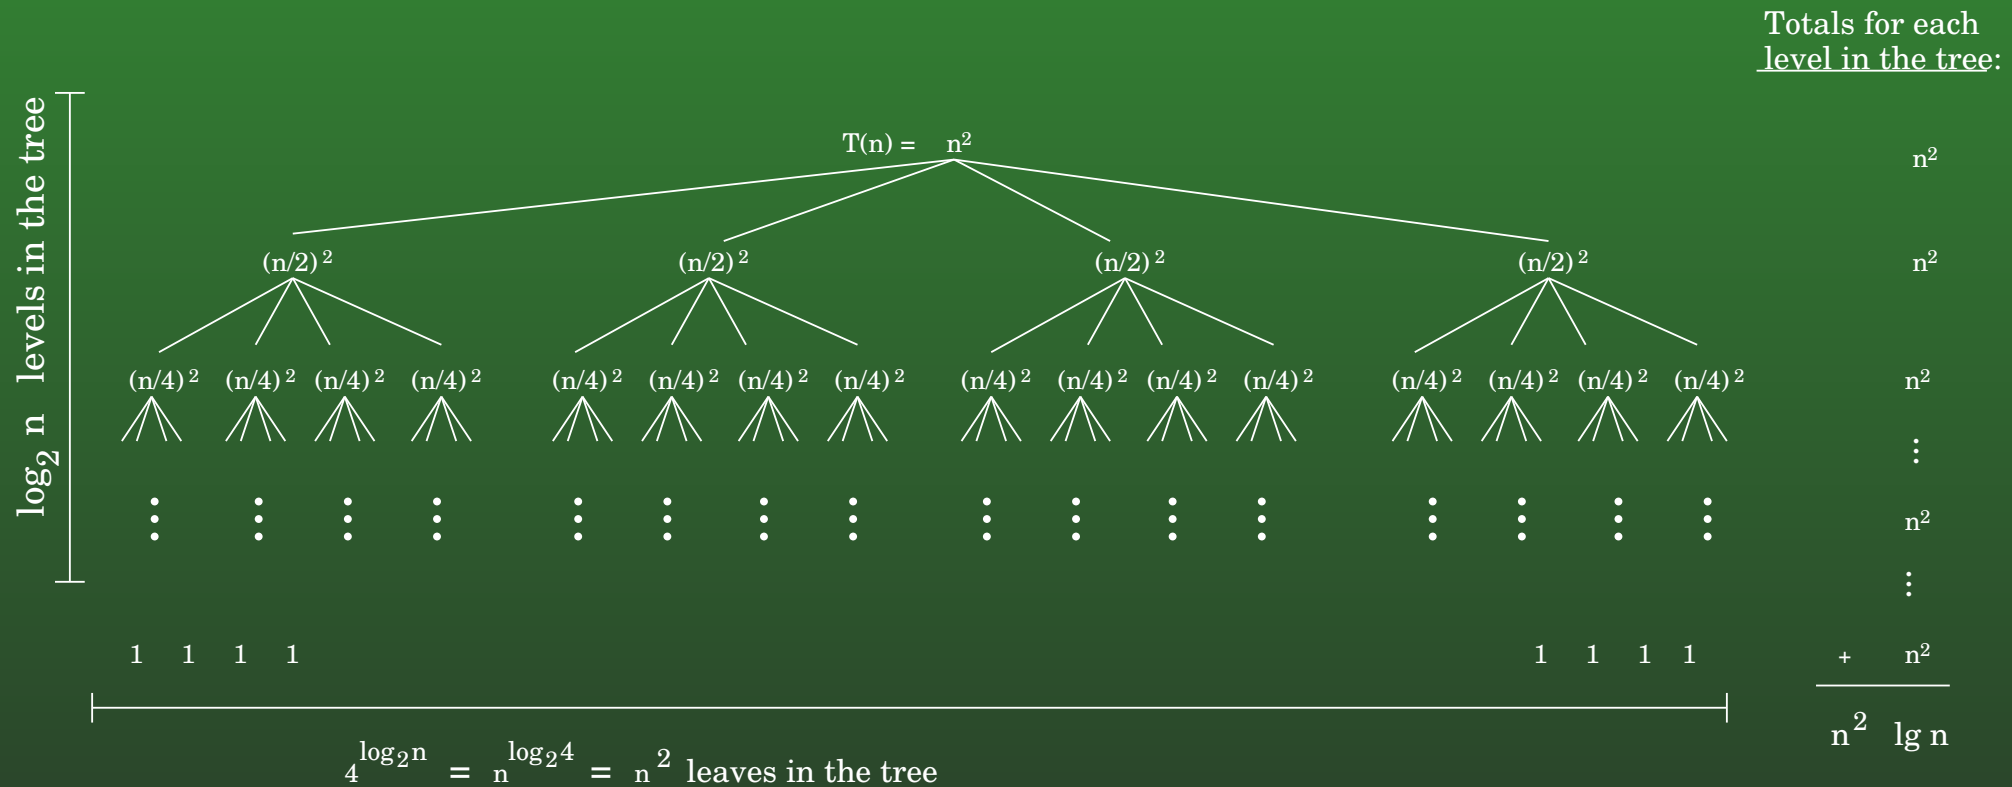 Totals for each
level in the tree:
log₂ n levels in the tree
T(n) = n² n²
(n/2)² (n/2)² (n/2)² (n/2)² n²
(n/4)² (n/4)² (n/4)² (n/4)² (n/4)² (n/4)² (n/4)² (n/4)² (n/4)² (n/4)² (n/4)² (n/4)² (n/4)² (n/4)² (n/4)² (n/4)² n²
⋮
⋮ ⋮ ⋮ ⋮ ⋮ ⋮ ⋮ ⋮ ⋮ ⋮ ⋮ ⋮ ⋮ ⋮ ⋮ ⋮ n²
⋮
1 1 1 1 1 1 1 1 + n²
n² lg n
4^log₂n = n^log₂4 = n² leaves in the tree